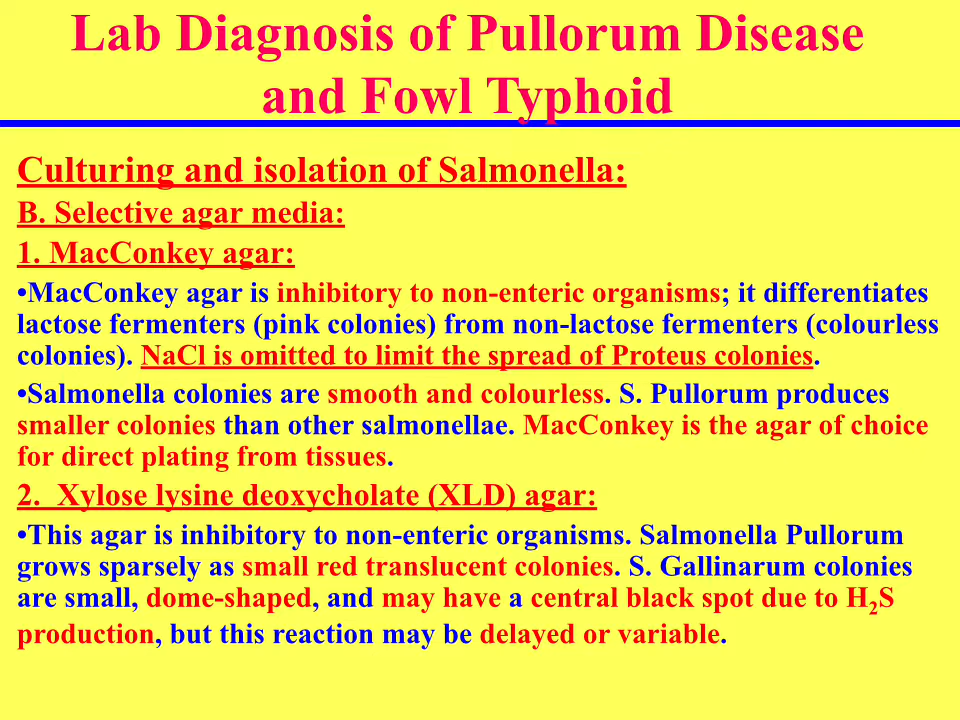 Lab Diagnosis of Pullorum Disease
and Fowl Typhoid
Culturing and isolation of Salmonella:
B. Selective agar media:
1. MacConkey agar:
•MacConkey agar is inhibitory to non-enteric organisms; it differentiates
lactose fermenters (pink colonies) from non-lactose fermenters (colourless
colonies). NaCl is omitted to limit the spread of Proteus colonies.
•Salmonella colonies are smooth and colourless. S. Pullorum produces
smaller colonies than other salmonellae. MacConkey is the agar of choice
for direct plating from tissues.
2.  Xylose lysine deoxycholate (XLD) agar:
•This agar is inhibitory to non-enteric organisms. Salmonella Pullorum
grows sparsely as small red translucent colonies. S. Gallinarum colonies
are small, dome-shaped, and may have a central black spot due to H₂S
production, but this reaction may be delayed or variable.